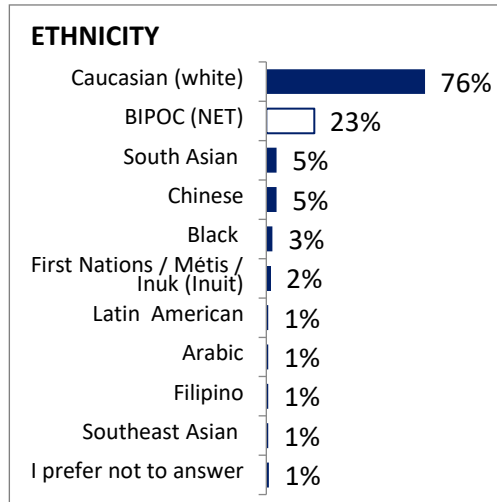 ETHNICITY
Caucasian (white) 76%
BIPOC (NET) 23%
South Asian 5%
Chinese 5%
Black 3%
First Nations / Métis /
Inuk (Inuit) 2%
Latin American 1%
Arabic 1%
Filipino 1%
Southeast Asian 1%
I prefer not to answer 1%